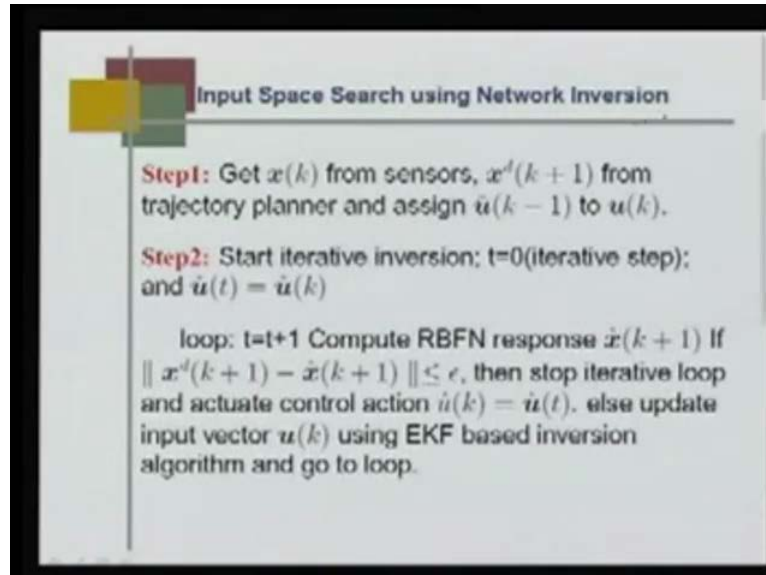 Input Space Search using Network Inversion
Step1: Get x(k) from sensors, x^d(k + 1) from
trajectory planner and assign û(k − 1) to u(k).
Step2: Start iterative inversion; t=0(iterative step);
and û(t) = û(k)
loop: t=t+1 Compute RBFN response x̂(k + 1) If
‖ x^d(k + 1) − x̂(k + 1) ‖≤ ϵ, then stop iterative loop
and actuate control action û(k) = û(t). else update
input vector u(k) using EKF based inversion
algorithm and go to loop.